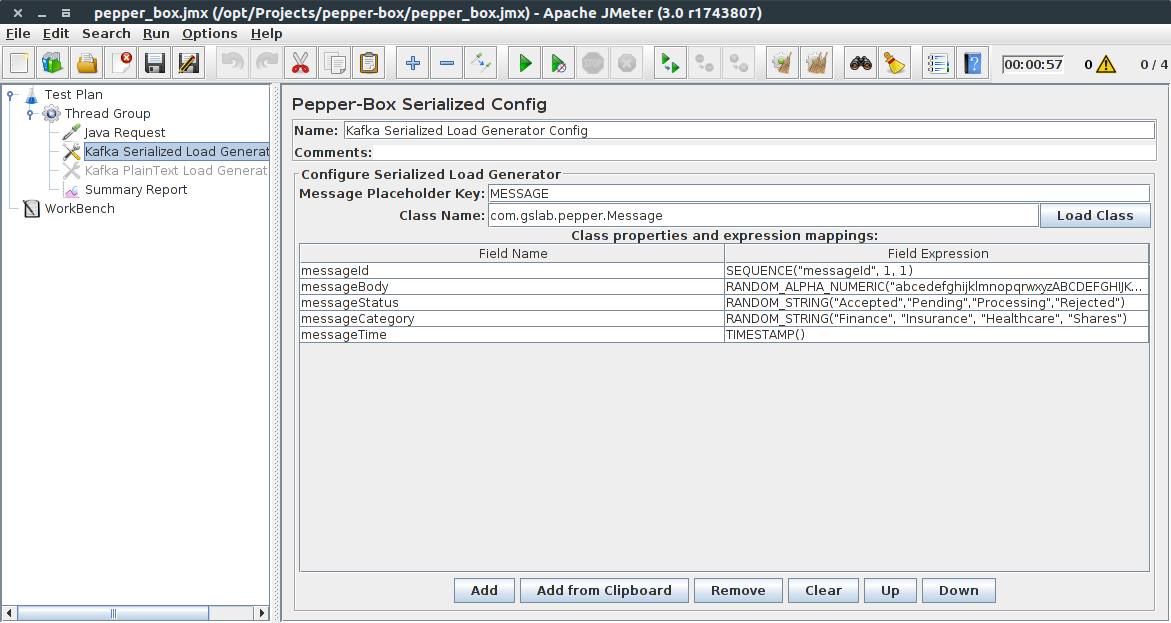 pepper_box.jmx (/opt/Projects/pepper-box/pepper_box.jmx) - Apache JMeter (3.0 r1743807)
File Edit Search Run Options Help
STOP 00:00:57 0 0 / 4
Test Plan
Thread Group
Java Request
Kafka Serialized Load Generat
Kafka PlainText Load Generat
Summary Report
WorkBench
Pepper-Box Serialized Config
Name: Kafka Serialized Load Generator Config
Comments:
Configure Serialized Load Generator
Message Placeholder Key: MESSAGE
Class Name: com.gslab.pepper.Message Load Class
Class properties and expression mappings:
Field Name Field Expression
messageId SEQUENCE("messageId", 1, 1)
messageBody RANDOM_ALPHA_NUMERIC("abcedefghijklmnopqrwxyzABCDEFGHIJK...
messageStatus RANDOM_STRING("Accepted","Pending","Processing","Rejected")
messageCategory RANDOM_STRING("Finance", "Insurance", "Healthcare", "Shares")
messageTime TIMESTAMP()
Add Add from Clipboard Remove Clear Up Down